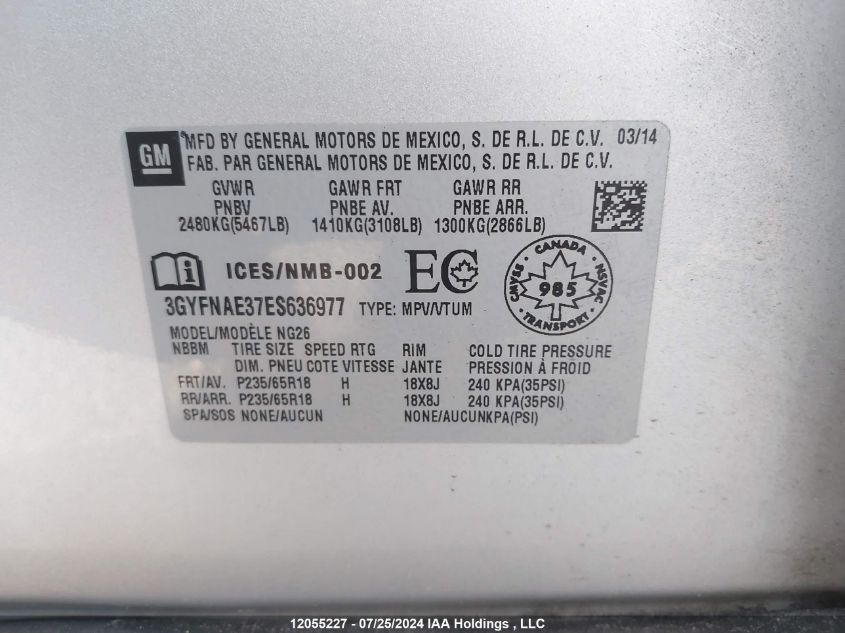 GM
MFD BY GENERAL MOTORS DE MEXICO, S. DE R.L. DE C.V. 03/14
FAB. PAR GENERAL MOTORS DE MEXICO, S. DE R.L. DE C.V.
GVWR GAWR FRT GAWR RR
PNBV PNBE AV. PNBE ARR.
2480KG(5467LB) 1410KG(3108LB) 1300KG(2866LB)
ICES/NMB-002 EC
CANADA
CMVSS 985 NSVAC
TRANSPORT
3GYFNAE37ES636977 TYPE: MPV/VTUM
MODEL/MODÈLE NG26
NBBM TIRE SIZE SPEED RTG RIM COLD TIRE PRESSURE
DIM. PNEU COTE VITESSE JANTE PRESSION À FROID
FRT/AV. P235/65R18 H 18X8J 240 KPA(35PSI)
RR/ARR. P235/65R18 H 18X8J 240 KPA(35PSI)
SPA/SOS NONE/AUCUN NONE/AUCUNKPA(PSI)
12055227 - 07/25/2024 IAA Holdings , LLC